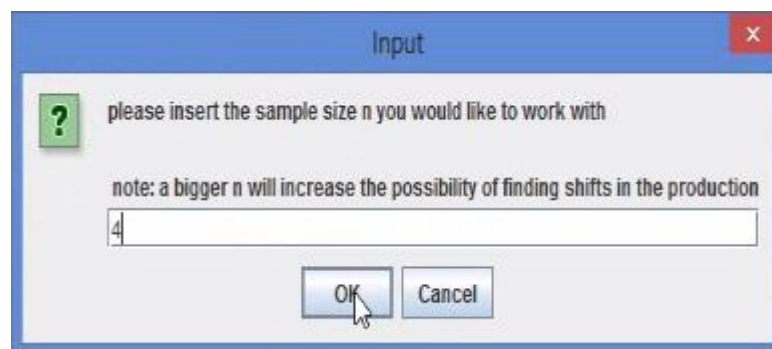 Input
x
?
please insert the sample size n you would like to work with
note: a bigger n will increase the possibility of finding shifts in the production
4
OK
Cancel